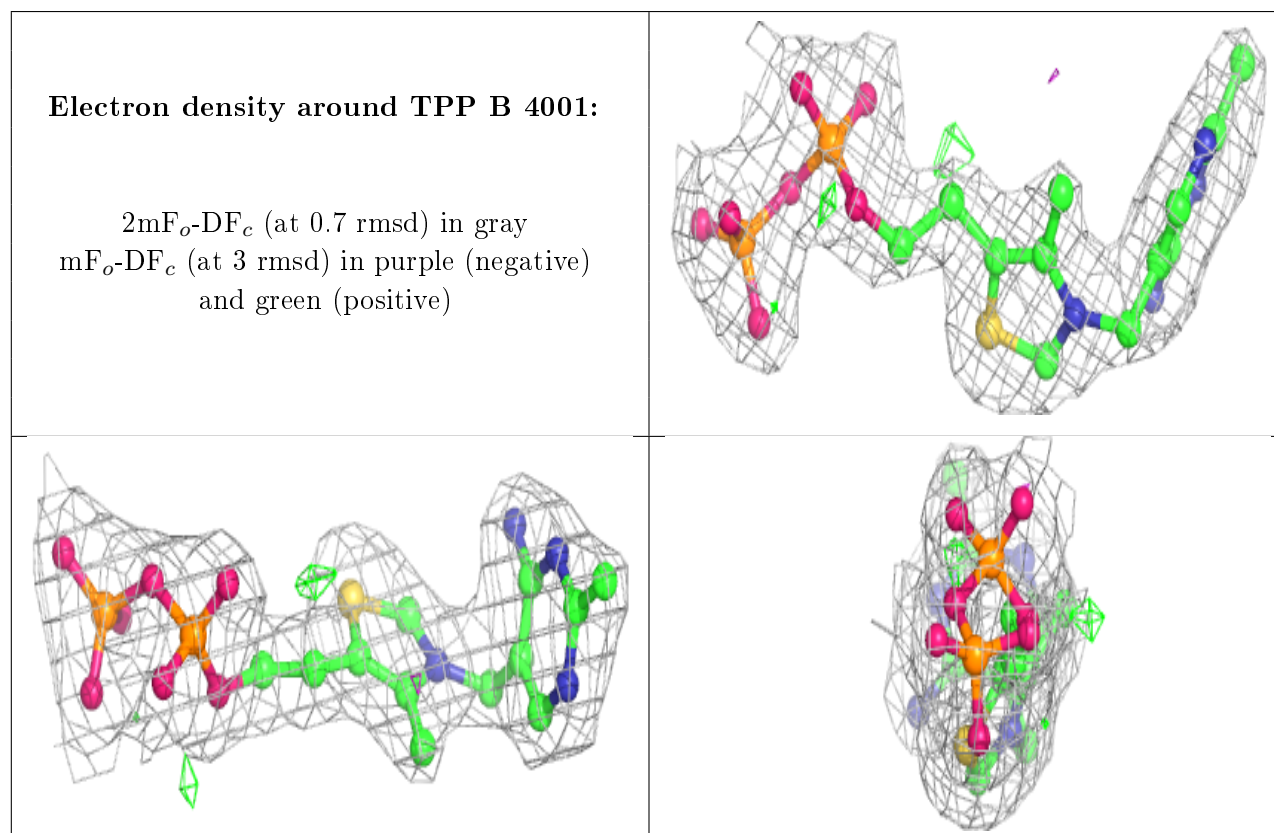 Electron density around TPP B 4001:
2mFo-DFc (at 0.7 rmsd) in gray
mFo-DFc (at 3 rmsd) in purple (negative)
and green (positive)